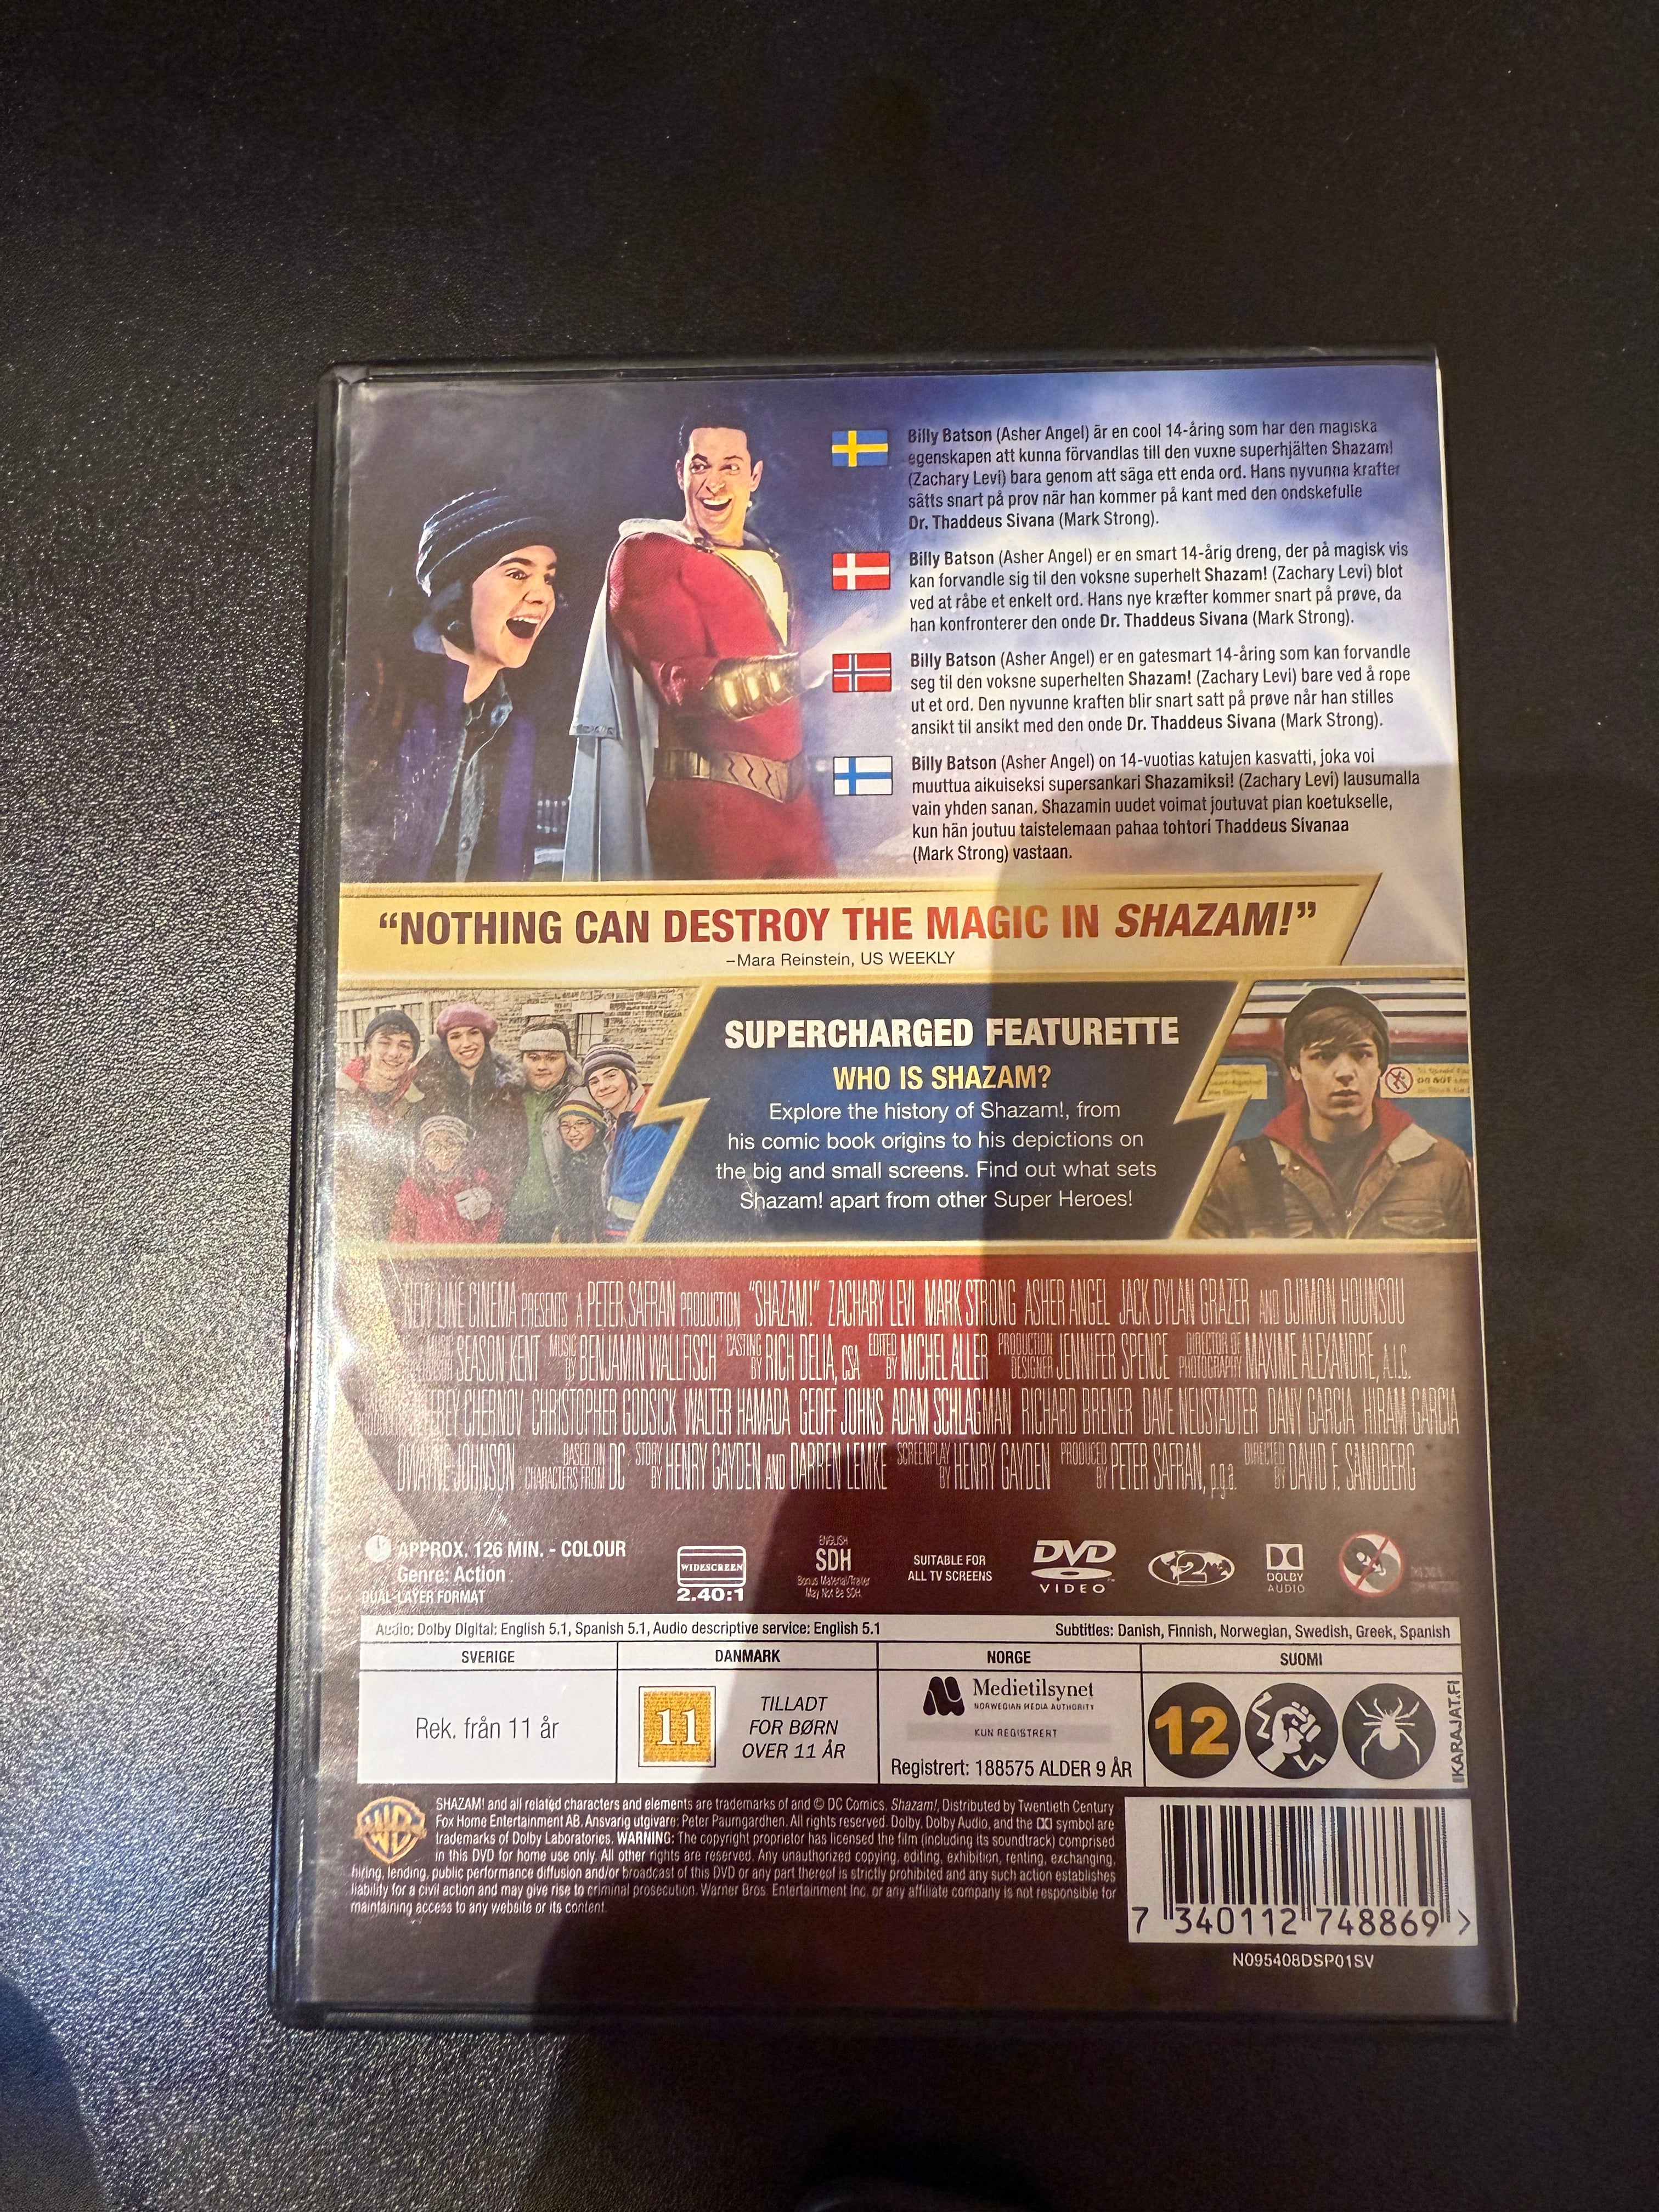 Billy Batson (Asher Angel) är en cool 14-åring som har den magiska
egenskapen att kunna förvandlas till den vuxne superhjälten Shazam!
(Zachary Levi) bara genom att säga ett enda ord. Hans nyvunna krafter
sätts snart på prov när han kommer på kant med den ondskefulle
Dr. Thaddeus Sivana (Mark Strong).
Billy Batson (Asher Angel) er en smart 14-årig dreng, der på magisk vis
kan forvandle sig til den voksne superhelt Shazam! (Zachary Levi) blot
ved at råbe et enkelt ord. Hans nye kræfter kommer snart på prøve, da
han konfronterer den onde Dr. Thaddeus Sivana (Mark Strong).
Billy Batson (Asher Angel) er en gatesmart 14-åring som kan forvandle
seg til den voksne superhelten Shazam! (Zachary Levi) bare ved å rope
ut et ord. Den nyvunne kraften blir snart satt på prøve når han stilles
ansikt til ansikt med den onde Dr. Thaddeus Sivana (Mark Strong).
Billy Batson (Asher Angel) on 14-vuotias katujen kasvatti, joka voi
muuttua aikuiseksi supersankari Shazamiksi! (Zachary Levi) lausumalla
vain yhden sanan. Shazamin uudet voimat joutuvat pian koetukselle,
kun hän joutuu taistelemaan pahaa tohtori Thaddeus Sivanaa
(Mark Strong) vastaan.
“NOTHING CAN DESTROY THE MAGIC IN SHAZAM!”
–Mara Reinstein, US WEEKLY
SUPERCHARGED FEATURETTE
WHO IS SHAZAM?
Explore the history of Shazam!, from
his comic book origins to his depictions on
the big and small screens. Find out what sets
Shazam! apart from other Super Heroes!
NEW LINE CINEMA PRESENTS A PETER SAFRAN PRODUCTION "SHAZAM!" ZACHARY LEVI MARK STRONG ASHER ANGEL JACK DYLAN GRAZER AND DJIMON HOUNSOU
SEASON KENT MUSIC BY BENJAMIN WALLFISCH CASTING BY RICH DELIA, CSA EDITED BY MICHEL ALLER PRODUCTION DESIGNER JENNIFER SPENCE DIRECTOR OF PHOTOGRAPHY MAXIME ALEXANDRE, A.I.C.
CHERNOV CHRISTOPHER GODSICK WALTER HAMADA GEOFF JOHNS ADAM SCHLAGMAN RICHARD BRENER DAVE NEUSTADTER DANY GARCIA HIRAM GARCIA
DWAYNE JOHNSON BASED ON CHARACTERS FROM DC STORY BY HENRY GAYDEN AND DARREN LEMKE SCREENPLAY BY HENRY GAYDEN PRODUCED BY PETER SAFRAN, p.g.a. DIRECTED BY DAVID F. SANDBERG
APPROX. 126 MIN. - COLOUR
Genre: Action
DUAL-LAYER FORMAT
WIDESCREEN
2.40:1
ENGLISH
SDH
Bonus Material/Trailer
May Not Be SDH.
SUITABLE FOR
ALL TV SCREENS
DVD
VIDEO
2
DOLBY
AUDIO
Audio: Dolby Digital: English 5.1, Spanish 5.1, Audio descriptive service: English 5.1
Subtitles: Danish, Finnish, Norwegian, Swedish, Greek, Spanish
SVERIGE
DANMARK
NORGE
SUOMI
Rek. från 11 år
11
TILLADT
FOR BØRN
OVER 11 ÅR
Medietilsynet
NORWEGIAN MEDIA AUTHORITY
KUN REGISTRERT
Registrert: 188575 ALDER 9 ÅR
12
IKARAJAT.FI
SHAZAM! and all related characters and elements are trademarks of and © DC Comics. Shazam!, Distributed by Twentieth Century
Fox Home Entertainment AB. Ansvarig utgivare: Peter Paumgardhen. All rights reserved. Dolby, Dolby Audio, and the symbol are
trademarks of Dolby Laboratories. WARNING: The copyright proprietor has licensed the film (including its soundtrack) comprised
in this DVD for home use only. All other rights are reserved. Any unauthorized copying, editing, exhibition, renting, exchanging,
hiring, lending, public performance diffusion and/or broadcast of this DVD or any part thereof is strictly prohibited and any such action establishes
liability for a civil action and may give rise to criminal prosecution. Warner Bros. Entertainment Inc. or any affiliate company is not responsible for
maintaining access to any website or its content.
7 340112 748869 >
N095408DSP01SV